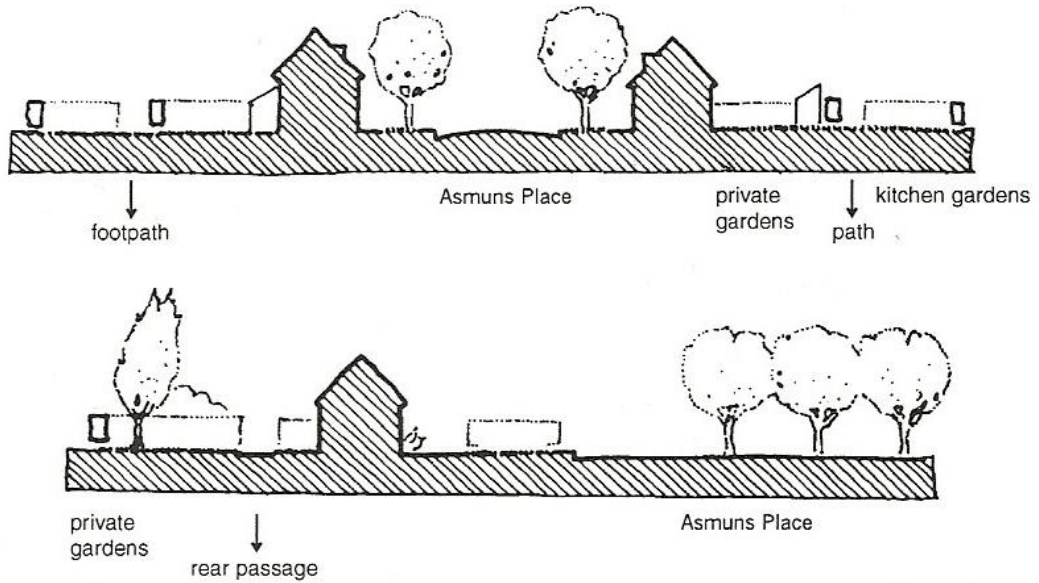 Asmuns Place
private
gardens
kitchen gardens
footpath
path
private
gardens
Asmuns Place
rear passage